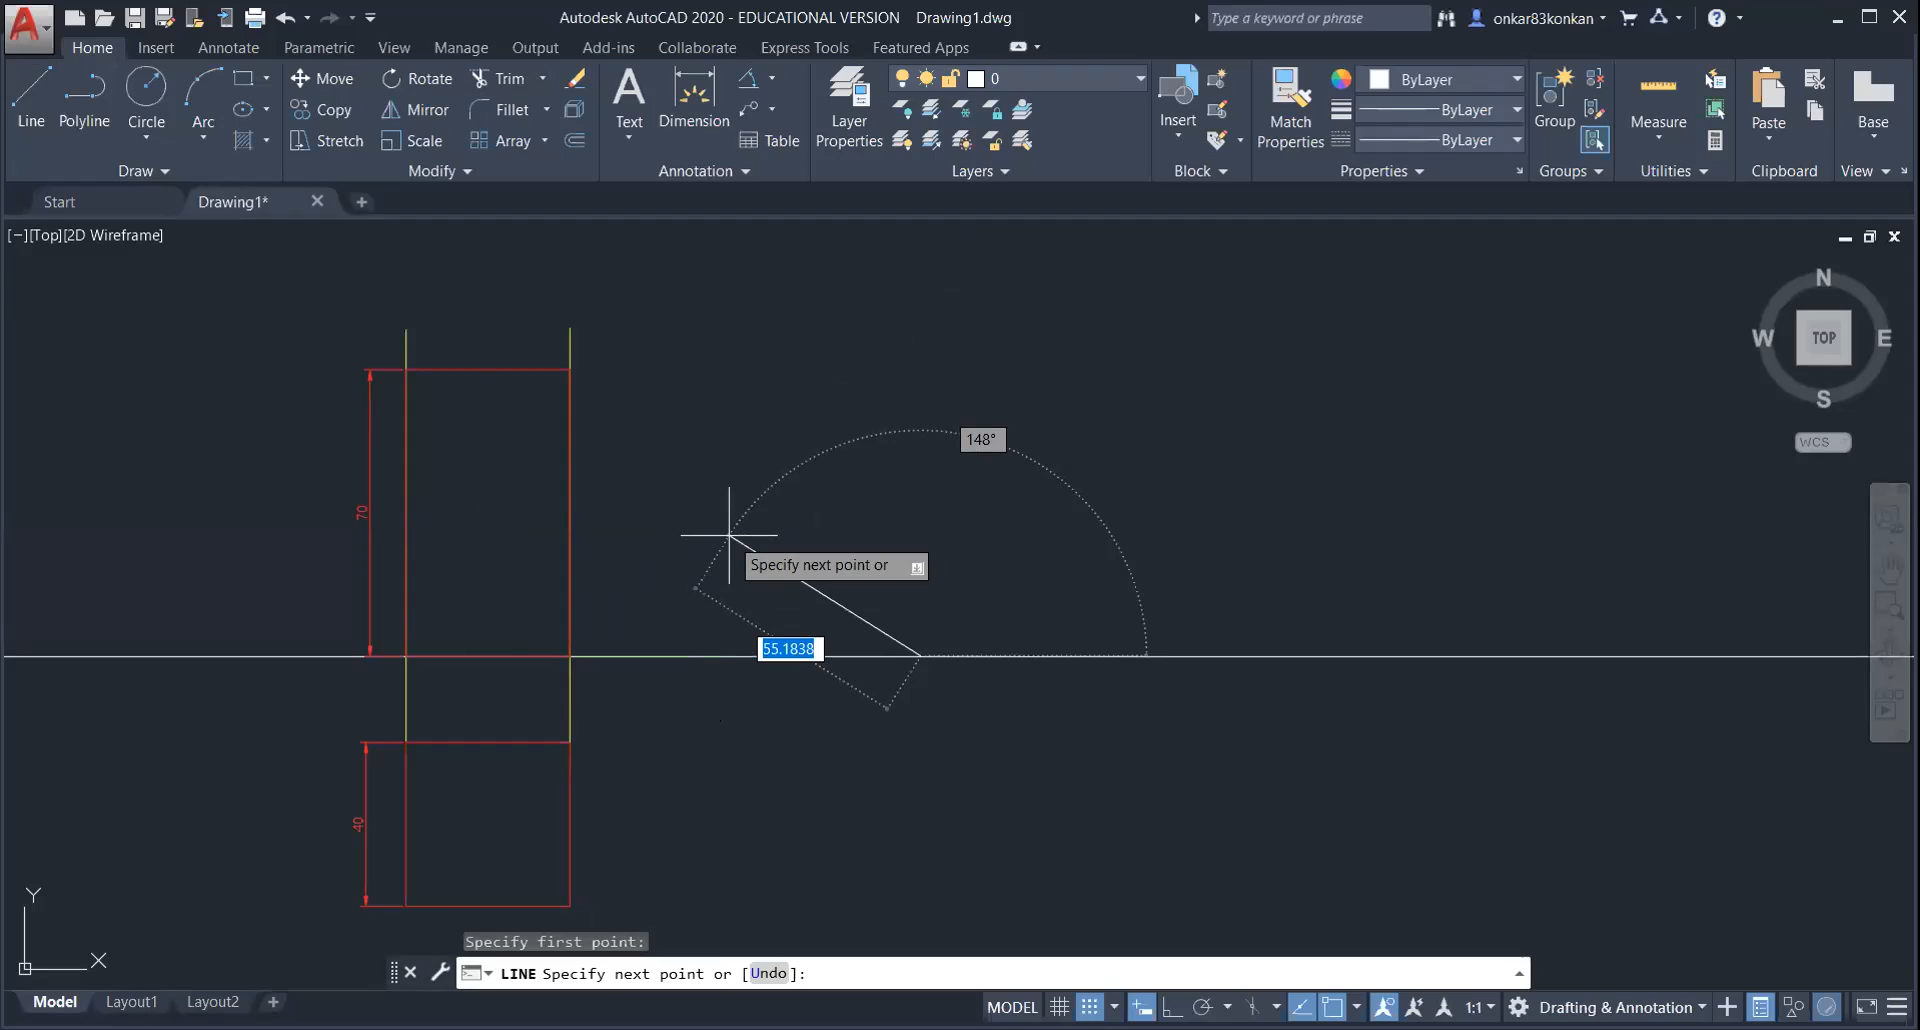 Autodesk AutoCAD 2020 - EDUCATIONAL VERSION Drawing1.dwg
Type a keyword or phrase
onkar83konkan
Home Insert Annotate Parametric View Manage Output Add-ins Collaborate Express Tools Featured Apps
Line Polyline Circle Arc
Move Rotate Trim
Copy Mirror Fillet
Stretch Scale Array
Text Dimension Table
Layer Properties
0
Insert
Match Properties
ByLayer
ByLayer
ByLayer
Group
Measure
Paste
Base
Draw Modify Annotation Layers Block Properties Groups Utilities Clipboard View
Start Drawing1*
[−][Top][2D Wireframe]
N
W TOP E
S
WCS
148°
70
Specify next point or
55.1838
40
Y
X
Specify first point:
LINE Specify next point or [Undo]:
Model Layout1 Layout2
MODEL 1:1 Drafting & Annotation